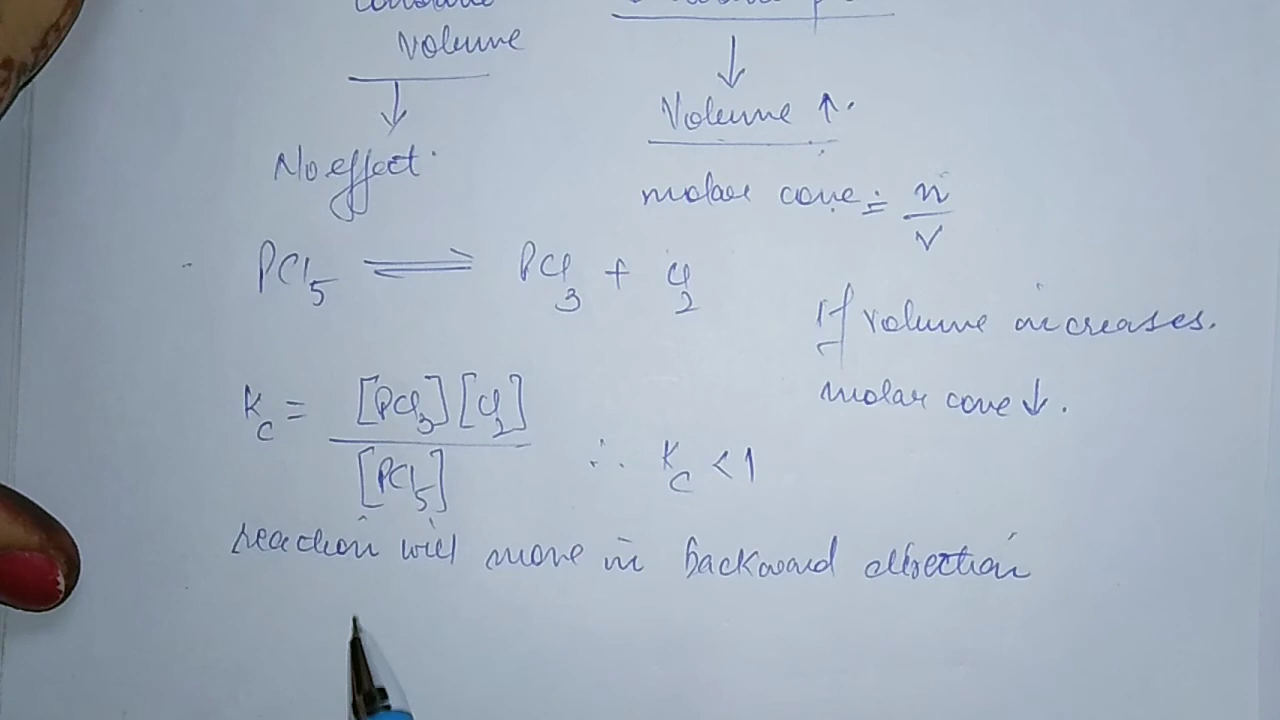 Volume
Volume ↑.
No effect.
molar conc = n/V
PCl5 ⇌ PCl3 + Cl2
If volume increases.
molar conc ↓.
Kc = [PCl3][Cl2] / [PCl5] ∴ Kc < 1
reaction will move in backward direction